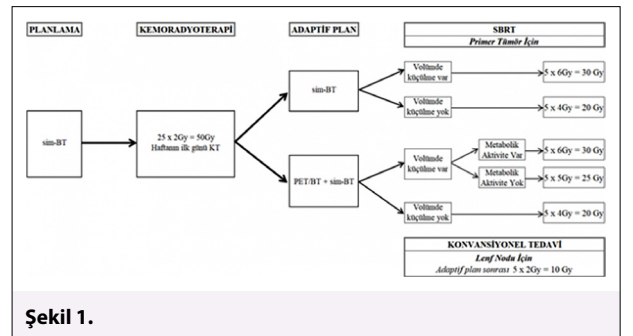 PLANLAMA
KEMORADYOTERAPİ
ADAPTİF PLAN
SBRT
Primer Tümör İçin
sim-BT
25 x 2Gy = 50Gy
Haftanın ilk günü KT
sim-BT
Volümde
küçülme var
5 x 6Gy = 30 Gy
Volümde
küçülme yok
5 x 4Gy = 20 Gy
PET/BT + sim-BT
Volümde
küçülme var
Metabolik
Aktivite Var
5 x 6Gy = 30 Gy
Metabolik
Aktivite Yok
5 x 5Gy = 25 Gy
Volümde
küçülme yok
5 x 4Gy = 20 Gy
KONVANSİYONEL TEDAVİ
Lenf Nodu İçin
Adaptif plan sonrası 5 x 2Gy = 10 Gy
Şekil 1.